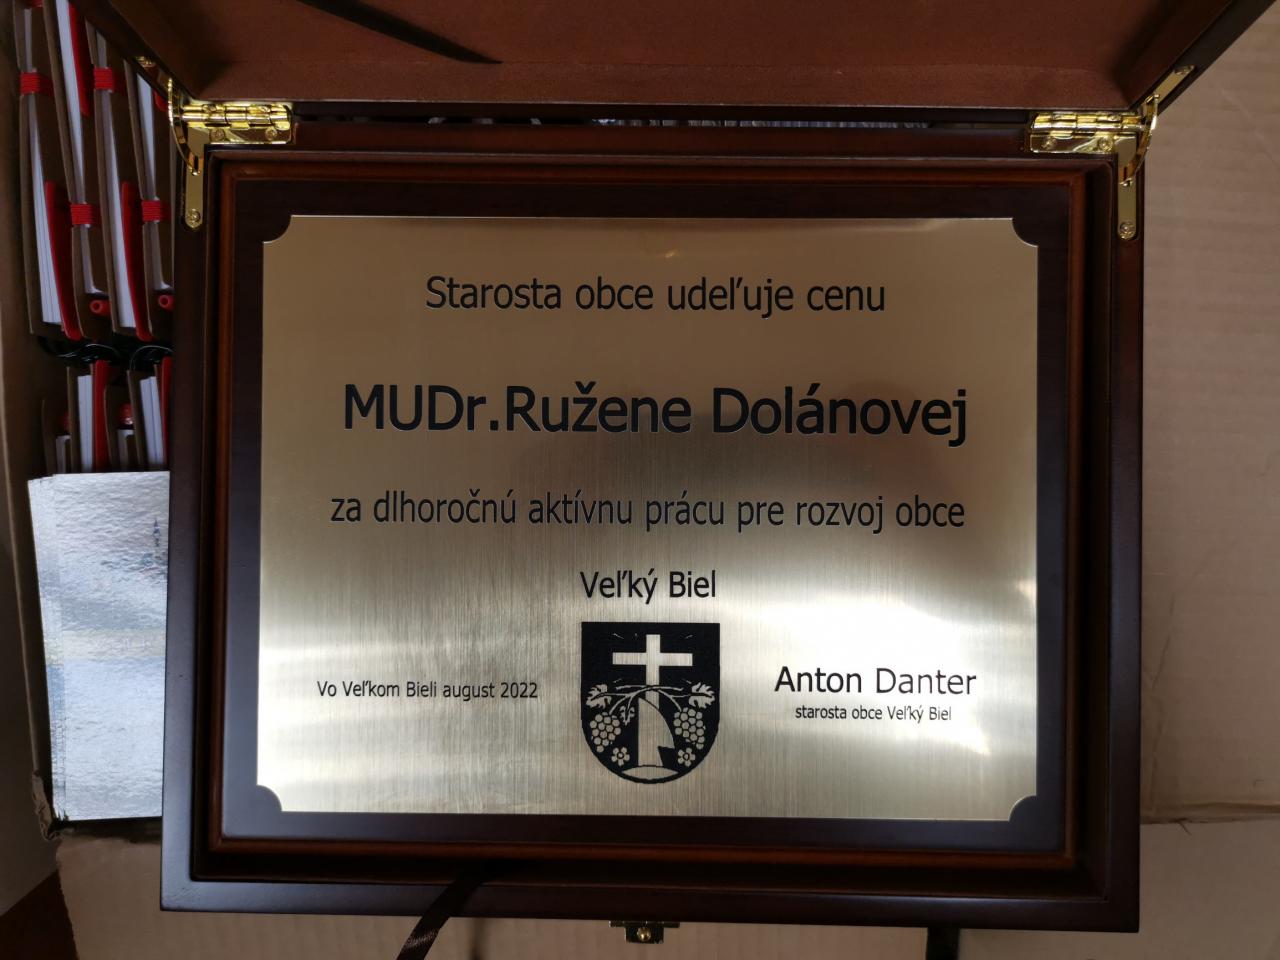 Starosta obce udeľuje cenu
MUDr.Ružene Dolánovej
za dlhoročnú aktívnu prácu pre rozvoj obce
Veľký Biel
Vo Veľkom Bieli august 2022
Anton Danter
starosta obce Veľký Biel